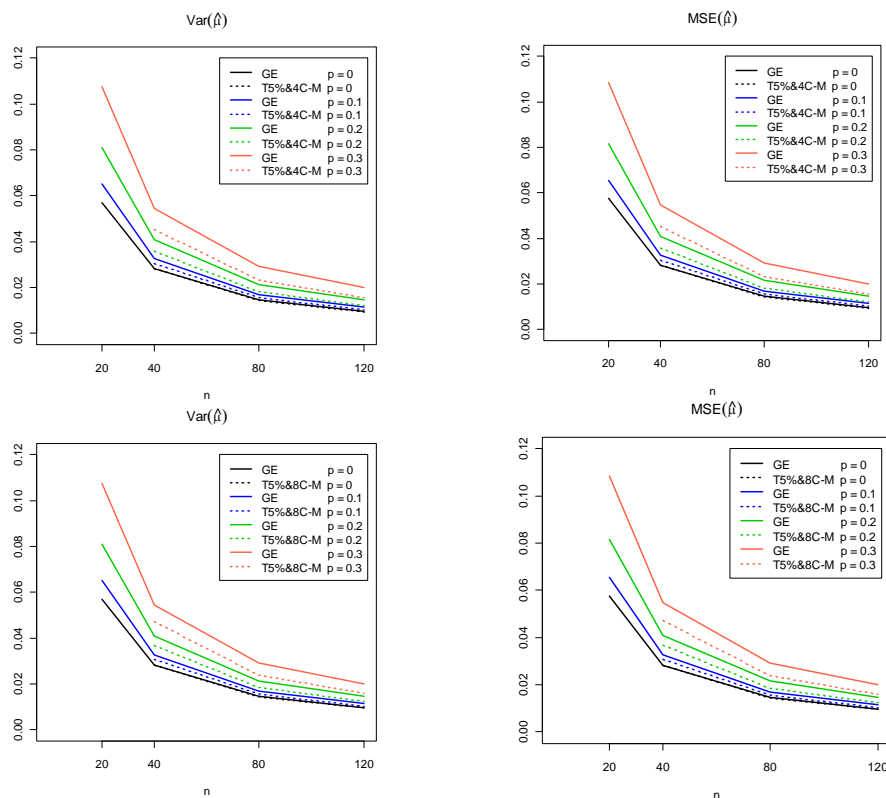 Var(μ̂)
0.12
0.10
0.08
0.06
0.04
0.02
0.00
GE p = 0
T5%&4C-M p = 0
GE p = 0.1
T5%&4C-M p = 0.1
GE p = 0.2
T5%&4C-M p = 0.2
GE p = 0.3
T5%&4C-M p = 0.3
20 40 80 120
n
MSE(μ̂)
0.12
0.10
0.08
0.06
0.04
0.02
0.00
GE p = 0
T5%&4C-M p = 0
GE p = 0.1
T5%&4C-M p = 0.1
GE p = 0.2
T5%&4C-M p = 0.2
GE p = 0.3
T5%&4C-M p = 0.3
20 40 80 120
n
Var(μ̂)
0.12
0.10
0.08
0.06
0.04
0.02
0.00
GE p = 0
T5%&8C-M p = 0
GE p = 0.1
T5%&8C-M p = 0.1
GE p = 0.2
T5%&8C-M p = 0.2
GE p = 0.3
T5%&8C-M p = 0.3
20 40 80 120
n
MSE(μ̂)
0.12
0.10
0.08
0.06
0.04
0.02
0.00
GE p = 0
T5%&8C-M p = 0
GE p = 0.1
T5%&8C-M p = 0.1
GE p = 0.2
T5%&8C-M p = 0.2
GE p = 0.3
T5%&8C-M p = 0.3
20 40 80 120
n